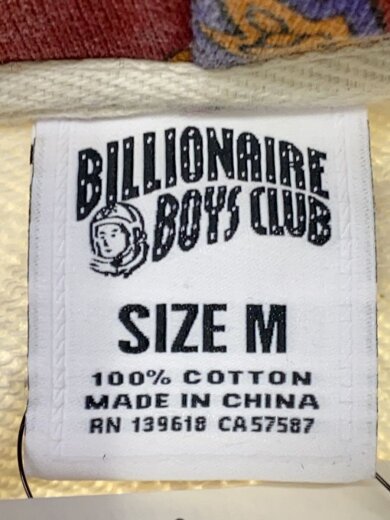 BILLIONAIRE
BOYS CLUB
SIZE M
100% COTTON
MADE IN CHINA
RN 139618 CA57587